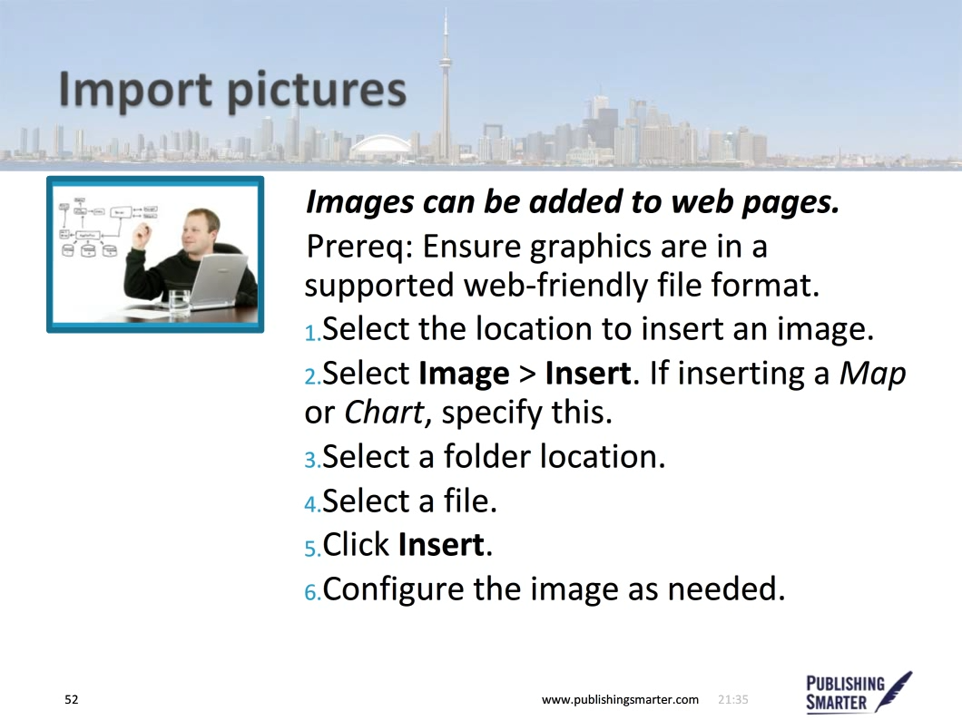 Import pictures
Images can be added to web pages.
Prereq: Ensure graphics are in a
supported web-friendly file format.
1.Select the location to insert an image.
2.Select Image > Insert. If inserting a Map
or Chart, specify this.
3.Select a folder location.
4.Select a file.
5.Click Insert.
6.Configure the image as needed.
52
www.publishingsmarter.com 21:35
PUBLISHING
SMARTER